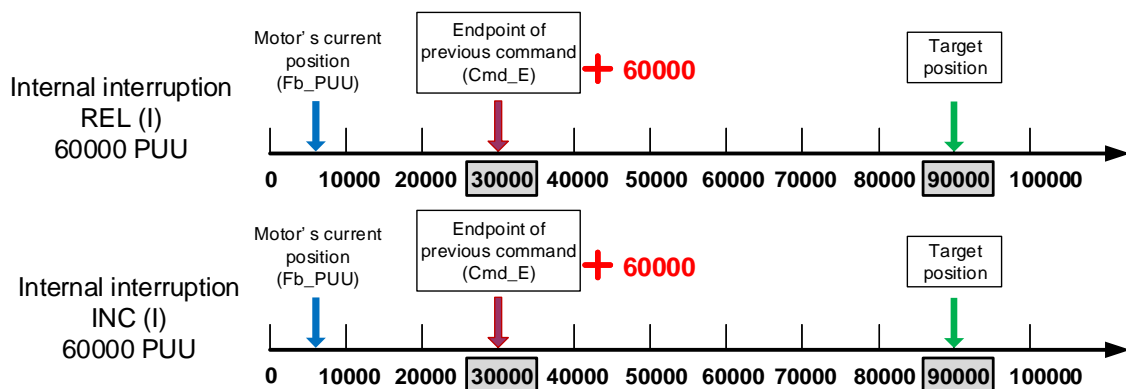 Internal interruption
REL (I)
60000 PUU
Motor's current
position
(Fb_PUU)
Endpoint of
previous command
(Cmd_E)
+ 60000
Target
position
0 10000 20000 30000 40000 50000 60000 70000 80000 90000 100000
Internal interruption
INC (I)
60000 PUU
Motor's current
position
(Fb_PUU)
Endpoint of
previous command
(Cmd_E)
+ 60000
Target
position
0 10000 20000 30000 40000 50000 60000 70000 80000 90000 100000